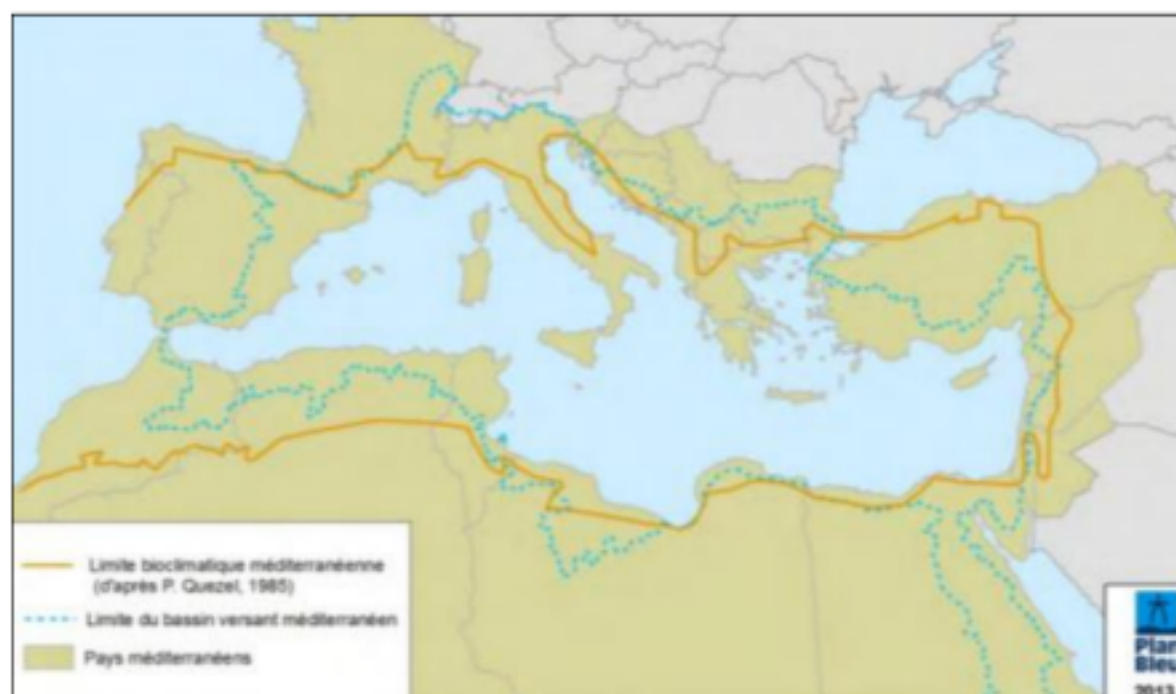 Limite bioclimatique méditerranéenne
(d'après P. Quezel, 1985)
Limite du bassin versant méditerranéen
Pays méditerranéens
Plan
Bleu